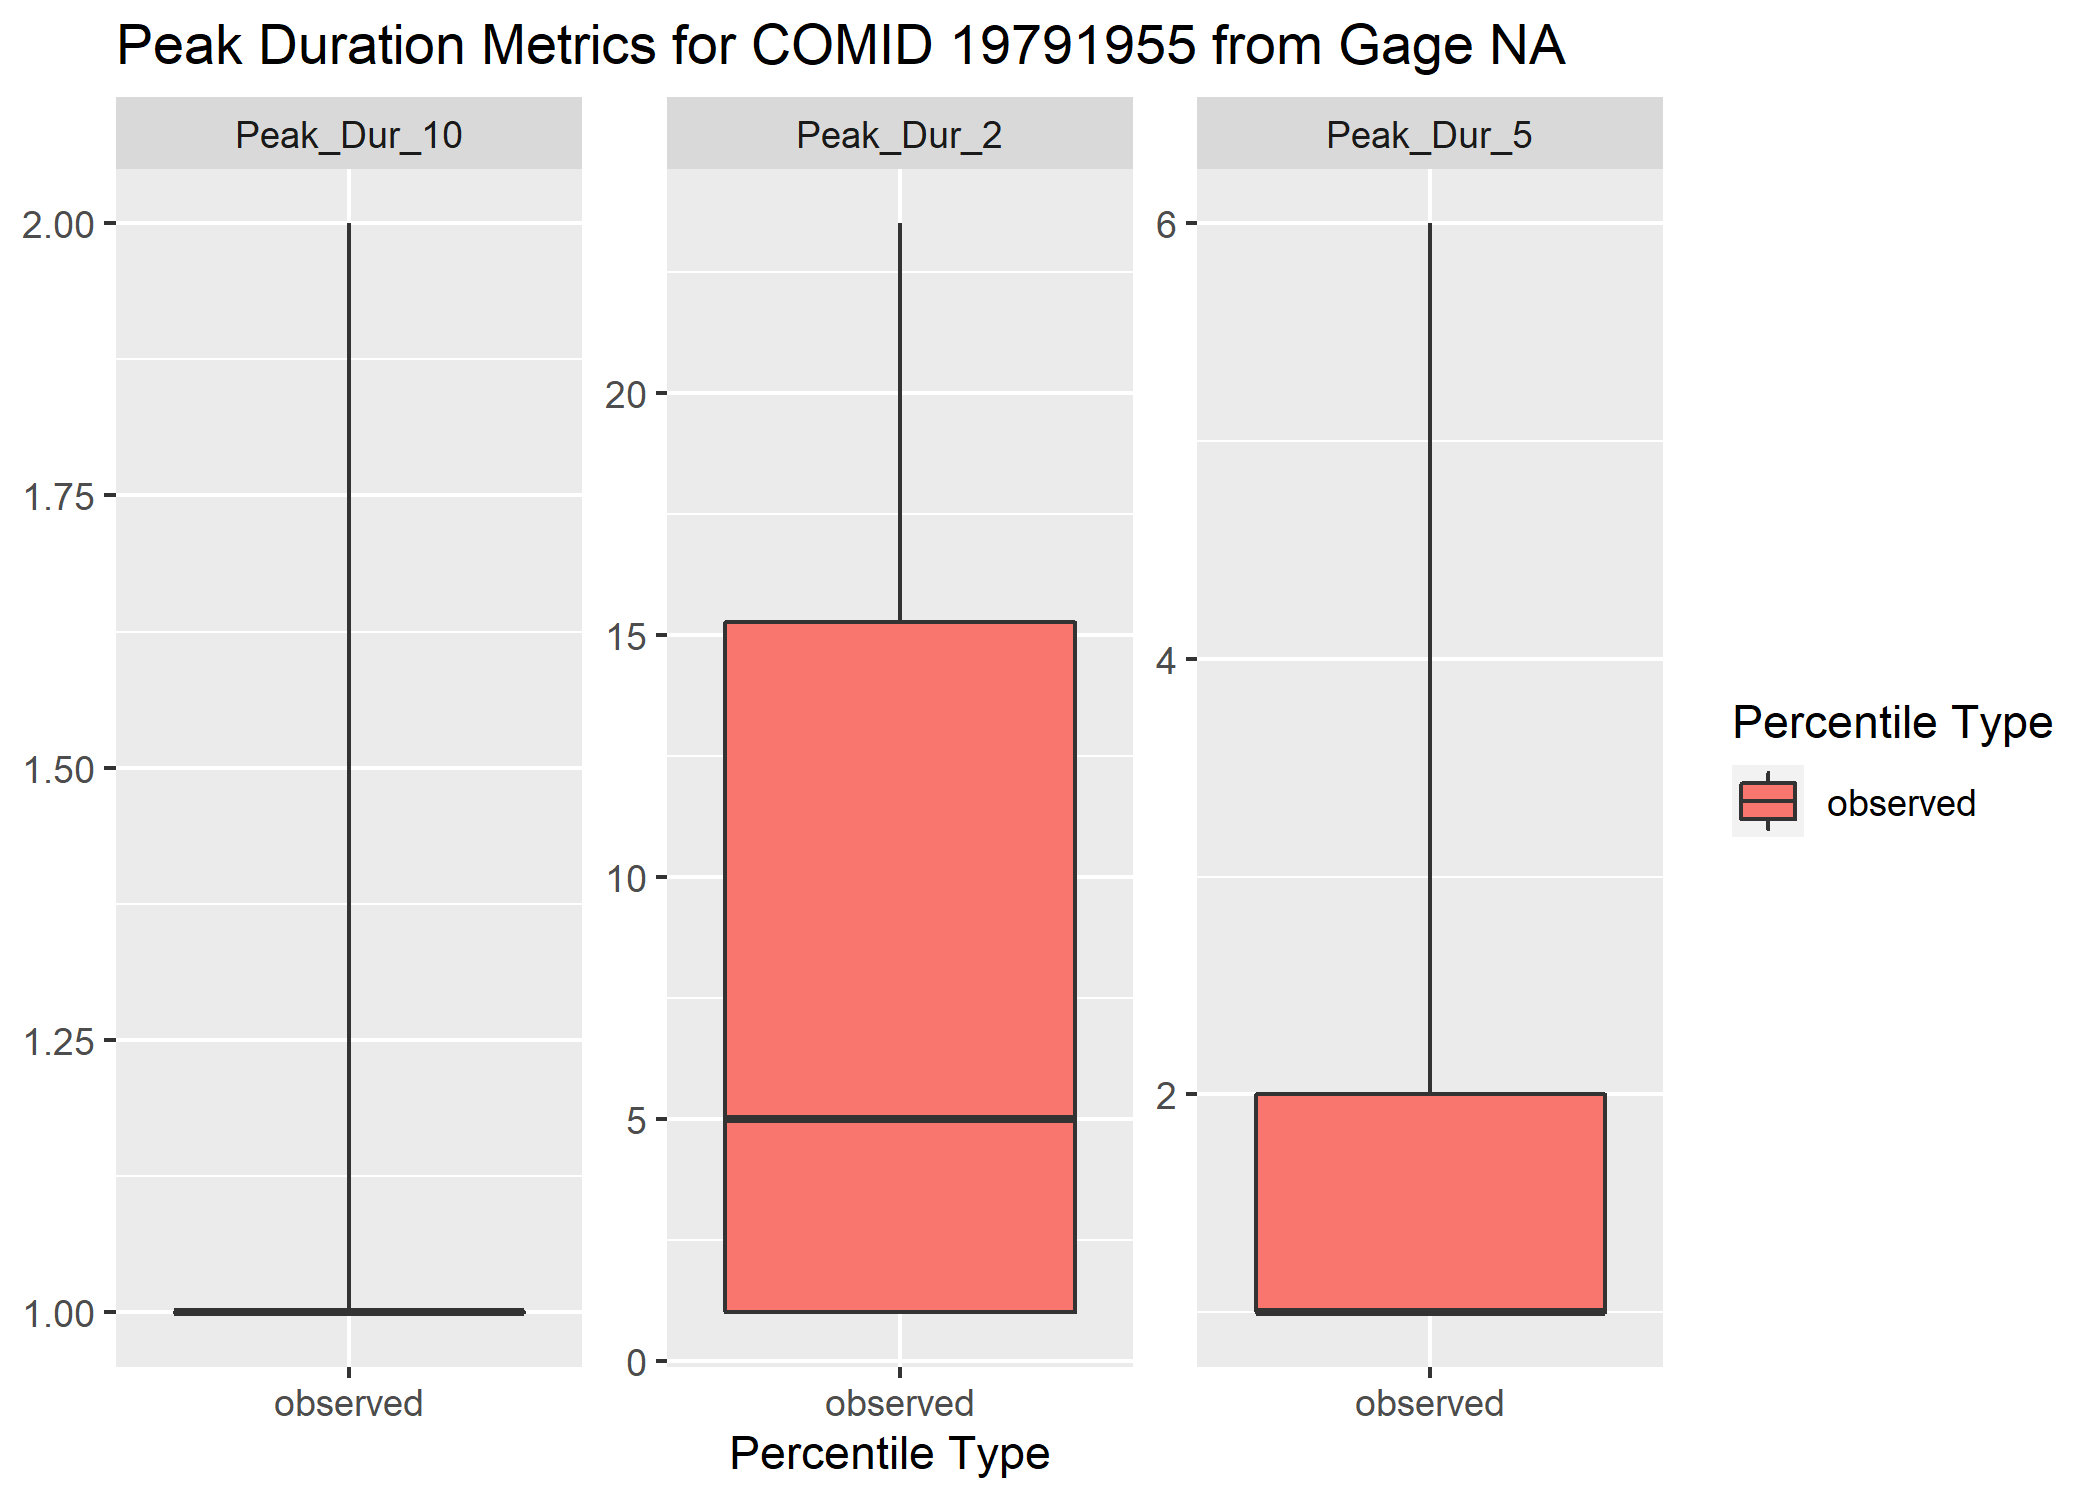 Peak Duration Metrics for COMID 19791955 from Gage NA
Peak_Dur_10
Peak_Dur_2
Peak_Dur_5
2.00
1.75
1.50
1.25
1.00
20
15
10
5
0
6
4
2
observed
observed
observed
Percentile Type
Percentile Type
observed